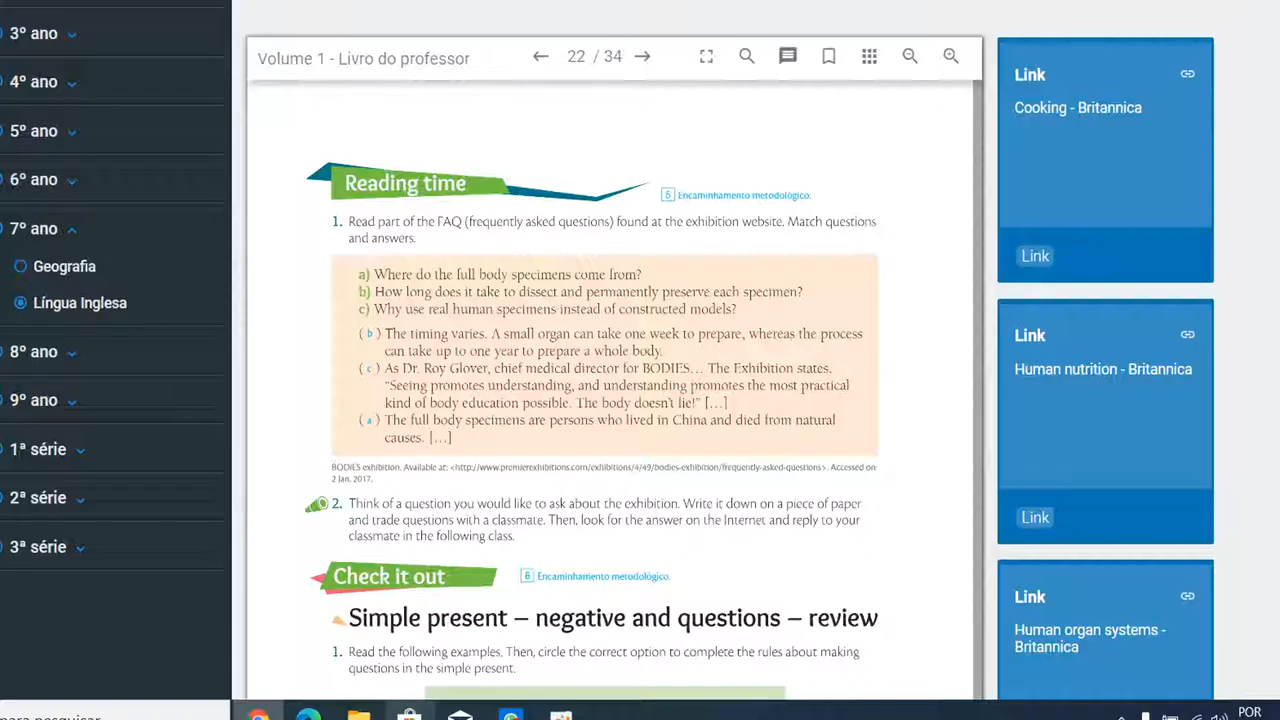 3º ano
4º ano
5º ano
6º ano
7º ano
Geografia
Língua Inglesa
8º ano
9º ano
1ª série
2ª série
3ª série
pesquisar
Volume 1 - Livro do professor
22 / 34
Reading time
5 Encaminhamento metodológico.
1. Read part of the FAQ (frequently asked questions) found at the exhibition website. Match questions
and answers.
a) Where do the full body specimens come from?
b) How long does it take to dissect and permanently preserve each specimen?
c) Why use real human specimens instead of constructed models?
( b ) The timing varies. A small organ can take one week to prepare, whereas the process
can take up to one year to prepare a whole body.
( c ) As Dr. Roy Glover, chief medical director for BODIES... The Exhibition states.
“Seeing promotes understanding, and understanding promotes the most practical
kind of body education possible. The body doesn't lie!” [...]
( a ) The full body specimens are persons who lived in China and died from natural
causes. [...]
BODIES exhibition. Available at: <http://www.premierexhibitions.com/exhibitions/4/49/bodies-exhibition/frequently-asked-questions>. Accessed on
2 Jan. 2017.
2. Think of a question you would like to ask about the exhibition. Write it down on a piece of paper
and trade questions with a classmate. Then, look for the answer on the Internet and reply to your
classmate in the following class.
Check it out
6 Encaminhamento metodológico.
Simple present – negative and questions – review
1. Read the following examples. Then, circle the correct option to complete the rules about making
questions in the simple present.
Link
Cooking - Britannica
Link
Link
Human nutrition - Britannica
Link
Link
Human organ systems -
Britannica
POR